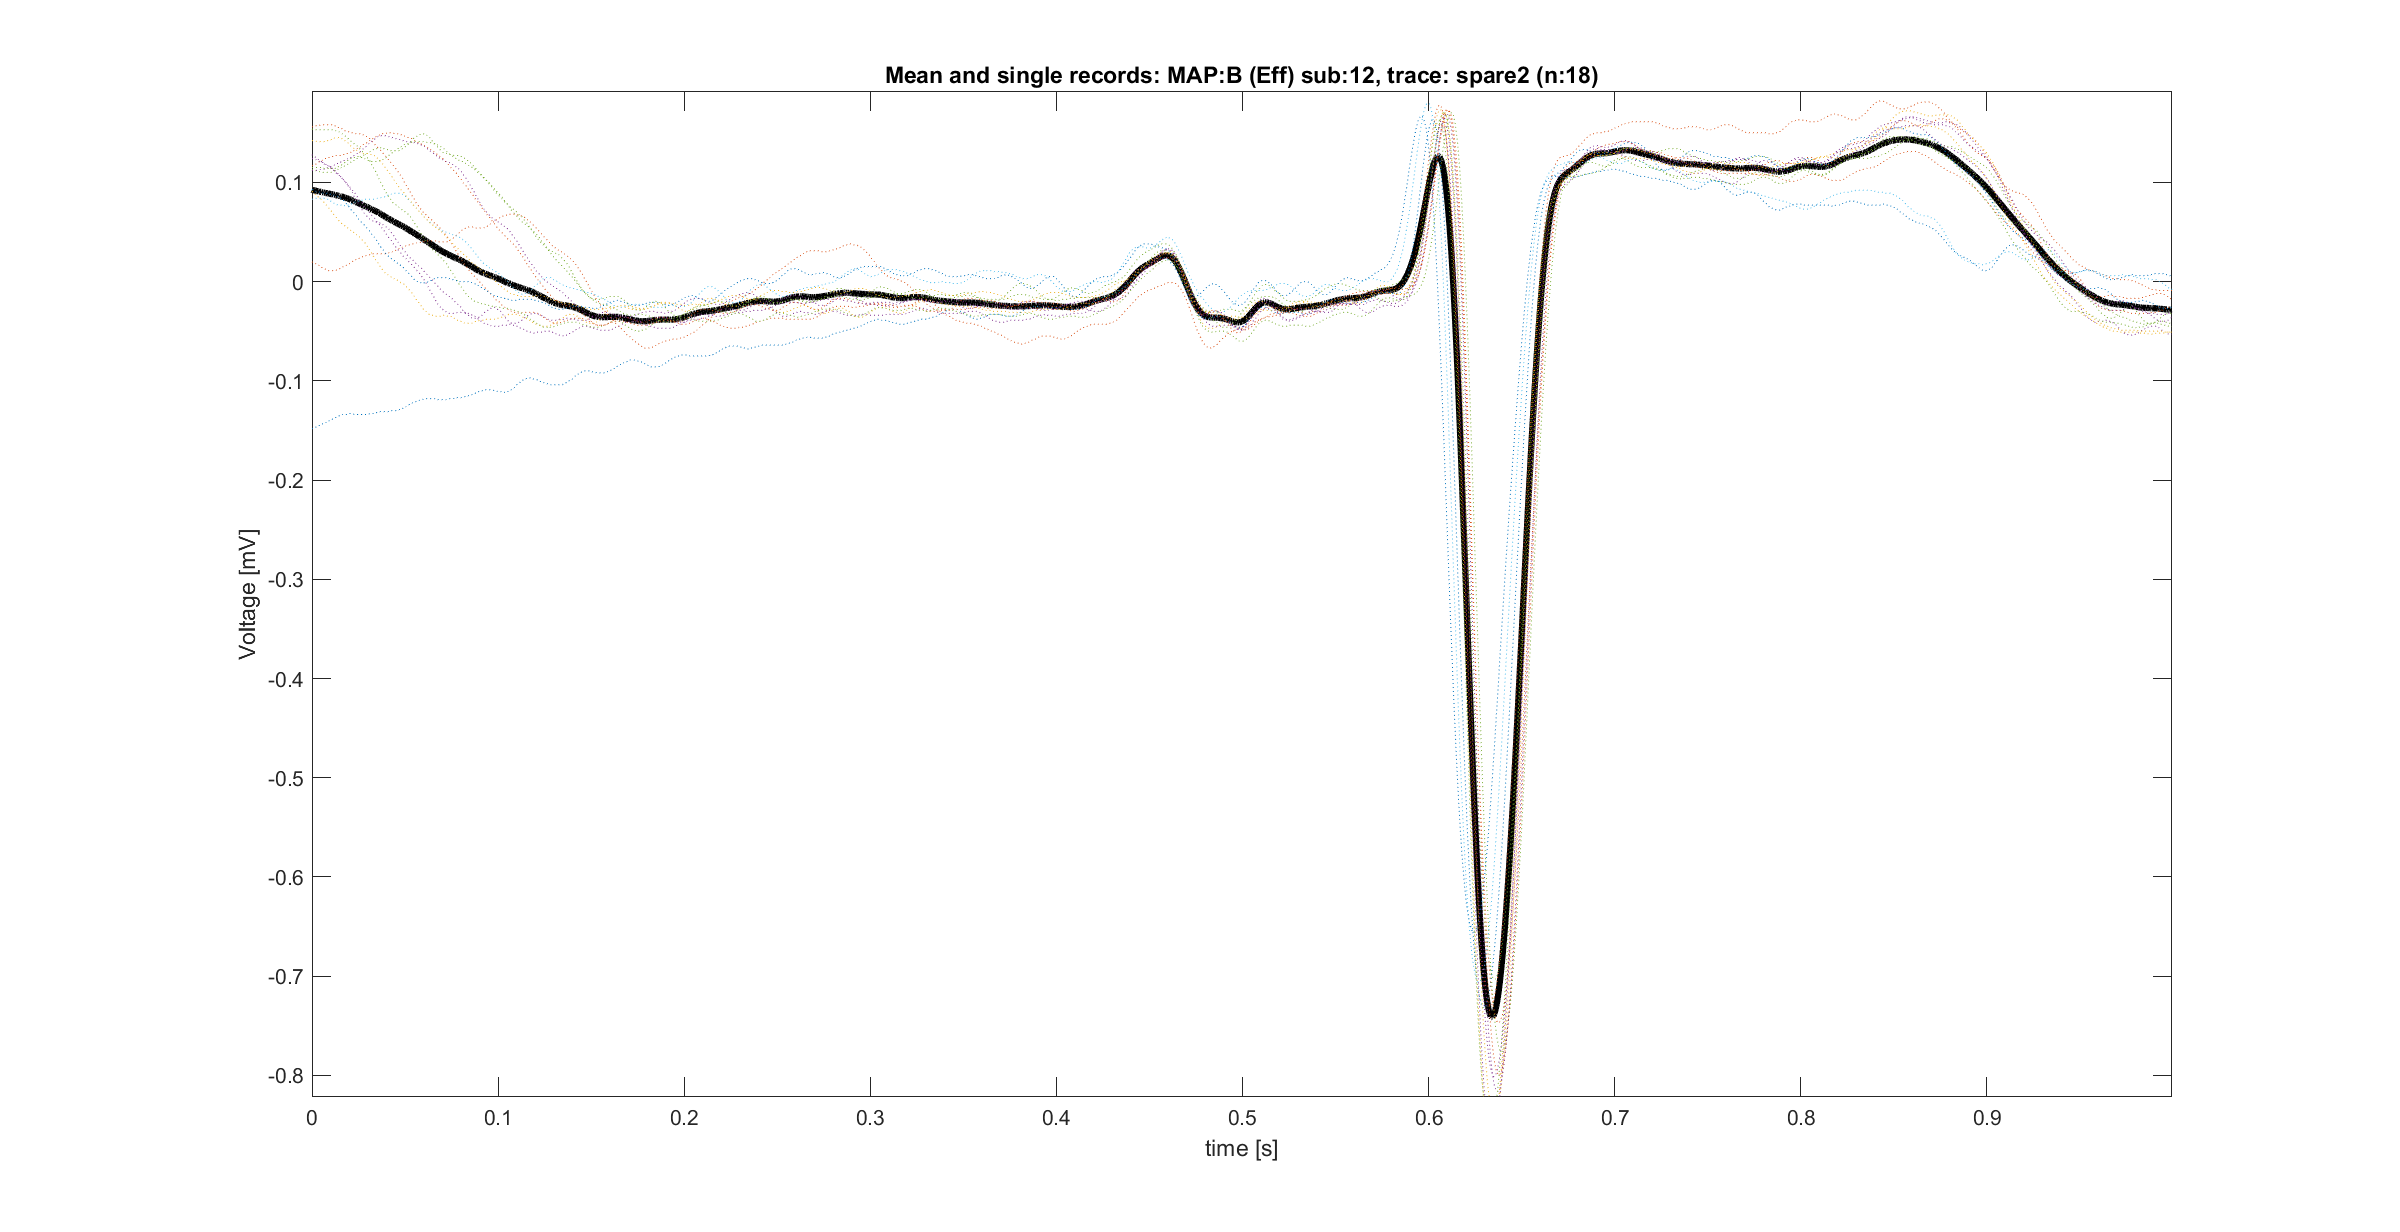 Mean and single records: MAP:B (Eff) sub:12, trace: spare2 (n:18)
0.1
0
-0.1
-0.2
-0.3
-0.4
-0.5
-0.6
-0.7
-0.8
Voltage [mV]
0 0.1 0.2 0.3 0.4 0.5 0.6 0.7 0.8 0.9
time [s]